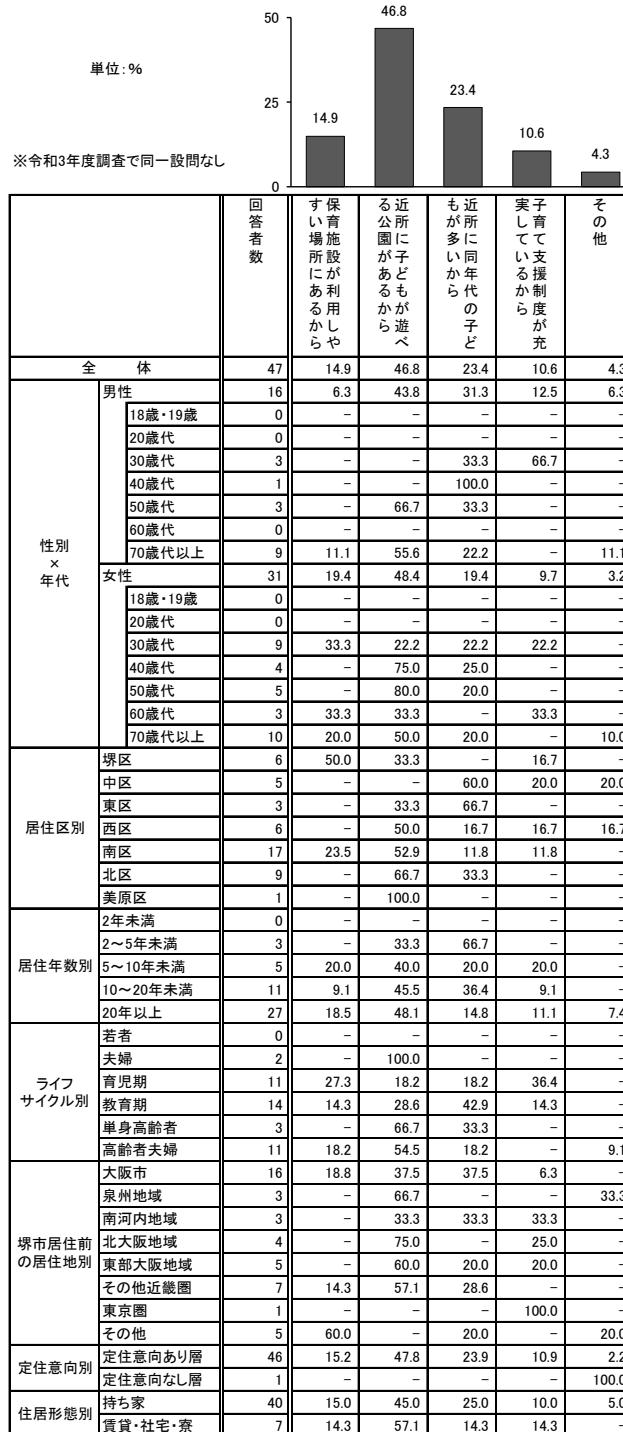 46.8
50
単位：%
23.4
25
14.9
10.6
※令和3年度調査で同一設問なし
4.3
0
回答者数
保育施設が利用しやすい場所にあるから
近所に子どもが遊べる公園があるから
近所に同年代の子どもが多いから
子育て支援制度が充実しているから
その他
全　体 47 14.9 46.8 23.4 10.6 4.3
性別×年代
男性 16 6.3 43.8 31.3 12.5 6.3
18歳・19歳 0 － － － － －
20歳代 0 － － － － －
30歳代 3 － － 33.3 66.7 －
40歳代 1 － － 100.0 － －
50歳代 3 － 66.7 33.3 － －
60歳代 0 － － － － －
70歳代以上 9 11.1 55.6 22.2 － 11.1
女性 31 19.4 48.4 19.4 9.7 3.2
18歳・19歳 0 － － － － －
20歳代 0 － － － － －
30歳代 9 33.3 22.2 22.2 22.2 －
40歳代 4 － 75.0 25.0 － －
50歳代 5 － 80.0 20.0 － －
60歳代 3 33.3 33.3 － 33.3 －
70歳代以上 10 20.0 50.0 20.0 － 10.0
居住区別
堺区 6 50.0 33.3 － 16.7 －
中区 5 － － 60.0 20.0 20.0
東区 3 － 33.3 66.7 － －
西区 6 － 50.0 16.7 16.7 16.7
南区 17 23.5 52.9 11.8 11.8 －
北区 9 － 66.7 33.3 － －
美原区 1 － 100.0 － － －
居住年数別
2年未満 0 － － － － －
2～5年未満 3 － 33.3 66.7 － －
5～10年未満 5 20.0 40.0 20.0 20.0 －
10～20年未満 11 9.1 45.5 36.4 9.1 －
20年以上 27 18.5 48.1 14.8 11.1 7.4
ライフサイクル別
若者 0 － － － － －
夫婦 2 － 100.0 － － －
育児期 11 27.3 18.2 18.2 36.4 －
教育期 14 14.3 28.6 42.9 14.3 －
単身高齢者 3 － 66.7 33.3 － －
高齢者夫婦 11 18.2 54.5 18.2 － 9.1
堺市居住前の居住地別
大阪市 16 18.8 37.5 37.5 6.3 －
泉州地域 3 － 66.7 － － 33.3
南河内地域 3 － 33.3 33.3 33.3 －
北大阪地域 4 － 75.0 － 25.0 －
東部大阪地域 5 － 60.0 20.0 20.0 －
その他近畿圏 7 14.3 57.1 28.6 － －
東京圏 1 － － － 100.0 －
その他 5 60.0 － 20.0 － 20.0
定住意向別
定住意向あり層 46 15.2 47.8 23.9 10.9 2.2
定住意向なし層 1 － － － － 100.0
住居形態別
持ち家 40 15.0 45.0 25.0 10.0 5.0
賃貸・社宅・寮 7 14.3 57.1 14.3 14.3 －